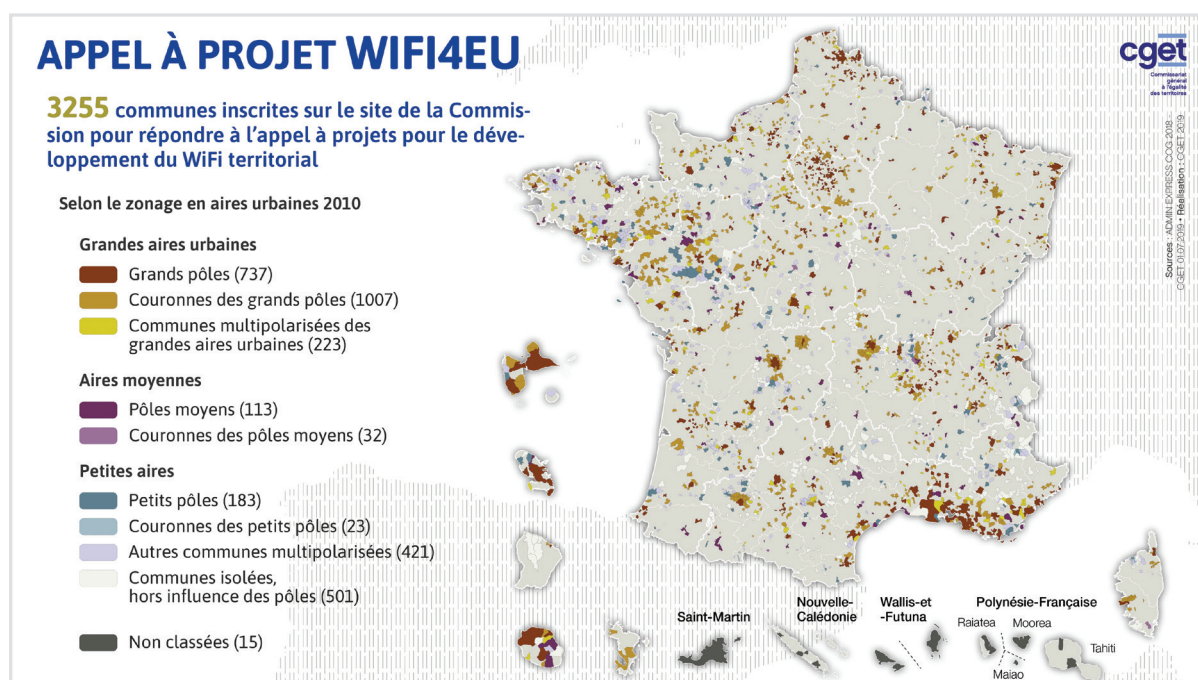 APPEL À PROJET WIFI4EU
3255 communes inscrites sur le site de la Commis-
sion pour répondre à l'appel à projets pour le déve-
loppement du WiFi territorial
Selon le zonage en aires urbaines 2010
Grandes aires urbaines
Grands pôles (737)
Couronnes des grands pôles (1007)
Communes multipolarisées des
grandes aires urbaines (223)
Aires moyennes
Pôles moyens (113)
Couronnes des pôles moyens (32)
Petites aires
Petits pôles (183)
Couronnes des petits pôles (23)
Autres communes multipolarisées (421)
Communes isolées,
hors influence des pôles (501)
Non classées (15)
cget
Commissariat
général
à l'égalité
des territoires
Sources : ADMIN EXPRESS COG 2018 -
CGET 01.07.2019 • Réalisation : CGET 2019
Saint-Martin
Nouvelle-
Calédonie
Wallis-et
-Futuna
Polynésie-Française
Raiatea
Moorea
Tahiti
Maiao